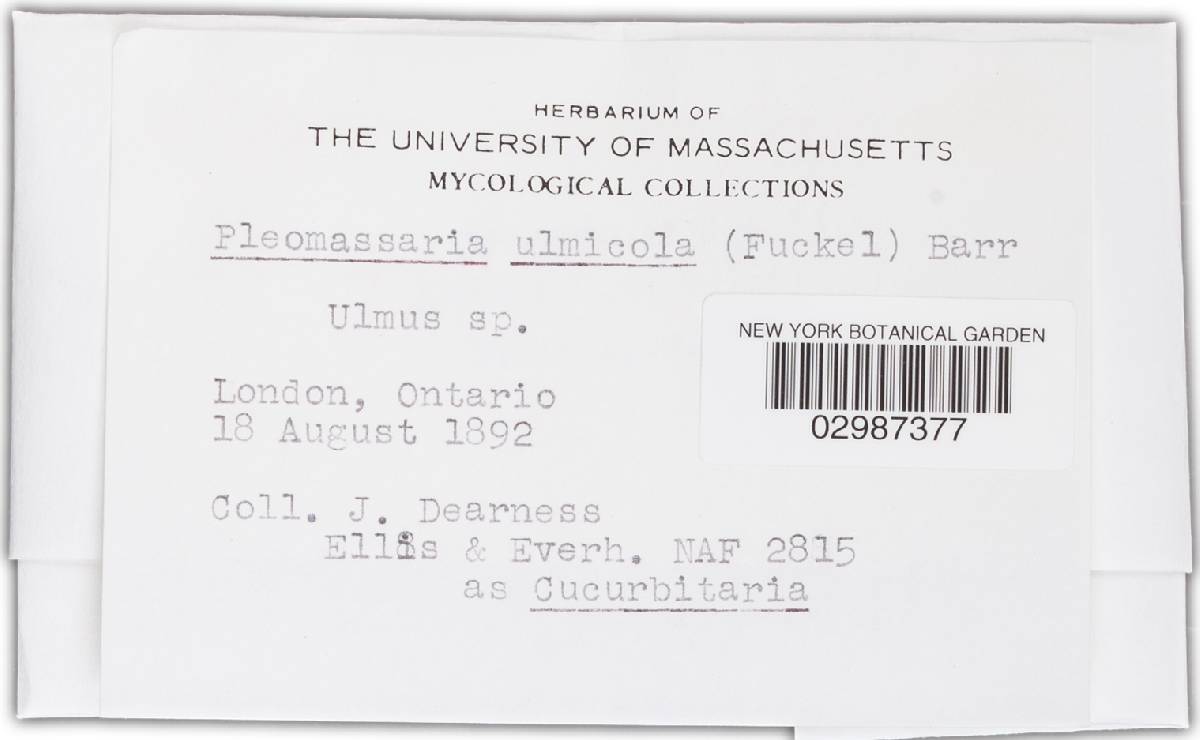 HERBARIUM OF
THE UNIVERSITY OF MASSACHUSETTS
MYCOLOGICAL COLLECTIONS
Pleomassaria ulmicola (Fuckel) Barr
Ulmus sp.
NEW YORK BOTANICAL GARDEN
02987377
London, Ontario
18 August 1892
Coll. J. Dearness
Ellis & Everh. NAF 2815
as Cucurbitaria